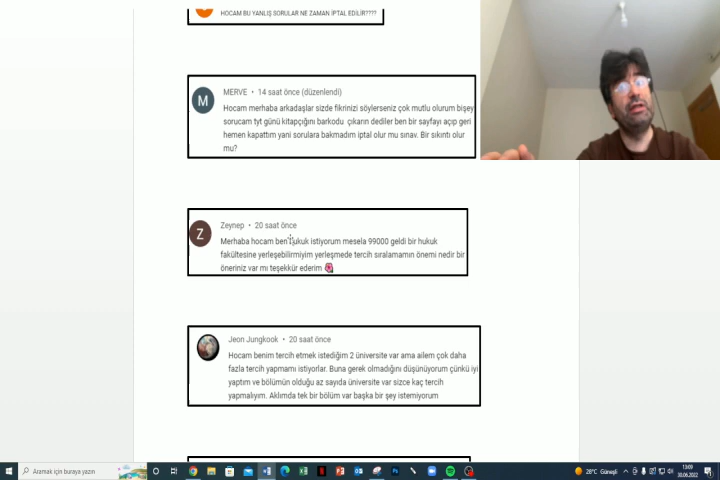 HOCAM BU YANLIŞ SORULAR NE ZAMAN İPTAL EDİLİR????
M
MERVE • 14 saat önce (düzenlendi)
Hocam merhaba arkadaşlar sizde fikrinizi söylerseniz çok mutlu olurum bişey
sorucam tyt günü kitapçığını barkodu çıkarın dediler ben bir sayfayı açıp geri
hemen kapattım yani sorulara bakmadım iptal olur mu sınav. Bir sıkıntı olur
mu?
Z
Zeynep • 20 saat önce
Merhaba hocam ben hukuk istiyorum mesela 99000 geldi bir hukuk
fakültesine yerleşebilirmiyim yerleşmede tercih sıralamamın önemi nedir bir
öneriniz var mı teşekkür ederim
Jeon Jungkook • 20 saat önce
Hocam benim tercih etmek istediğim 2 üniversite var ama ailem çok daha
fazla tercih yapmamı istiyorlar. Buna gerek olmadığını düşünüyorum çünkü iyi
yaptım ve bölümün olduğu az sayıda üniversite var sizce kaç tercih
yapmalıyım. Aklımda tek bir bölüm var başka bir şey istemiyorum
Aramak için buraya yazın
28°C Güneşli
13:09
30.06.2022